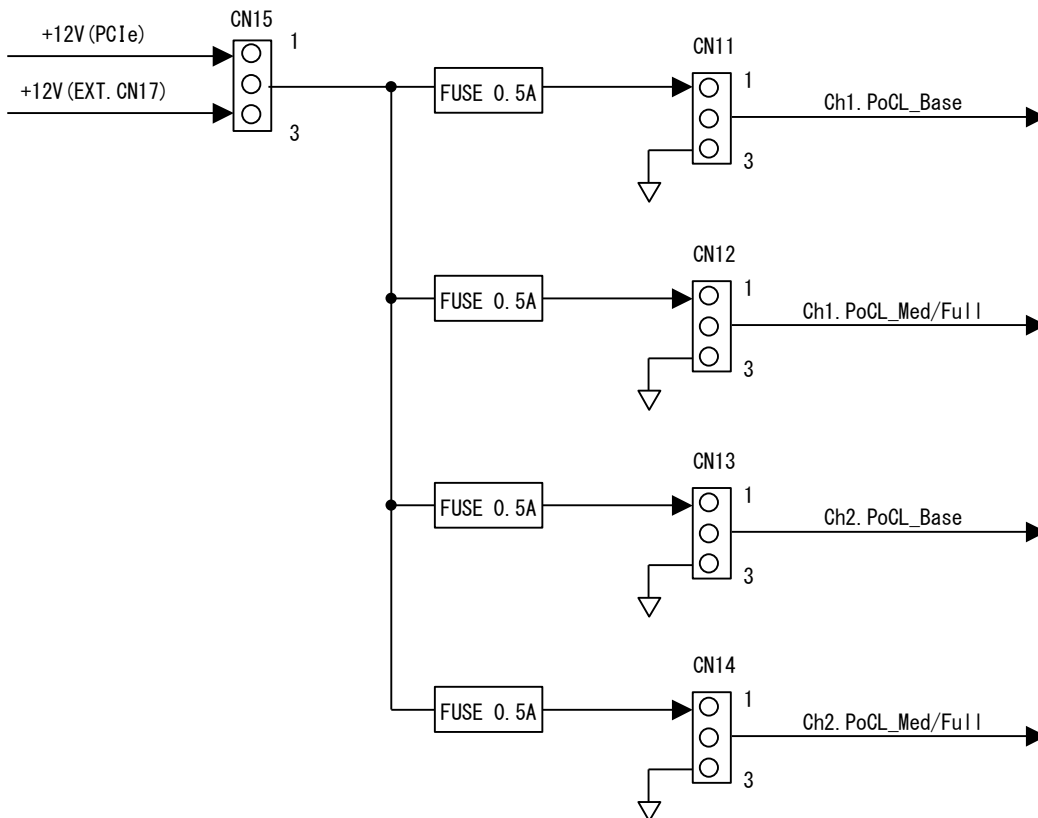 CN15
+12V(PCIe)
1
+12V(EXT.CN17)
3
CN11
FUSE 0.5A
1
Ch1.PoCL_Base
3
CN12
FUSE 0.5A
1
Ch1.PoCL_Med/Full
3
CN13
FUSE 0.5A
1
Ch2.PoCL_Base
3
CN14
FUSE 0.5A
1
Ch2.PoCL_Med/Full
3